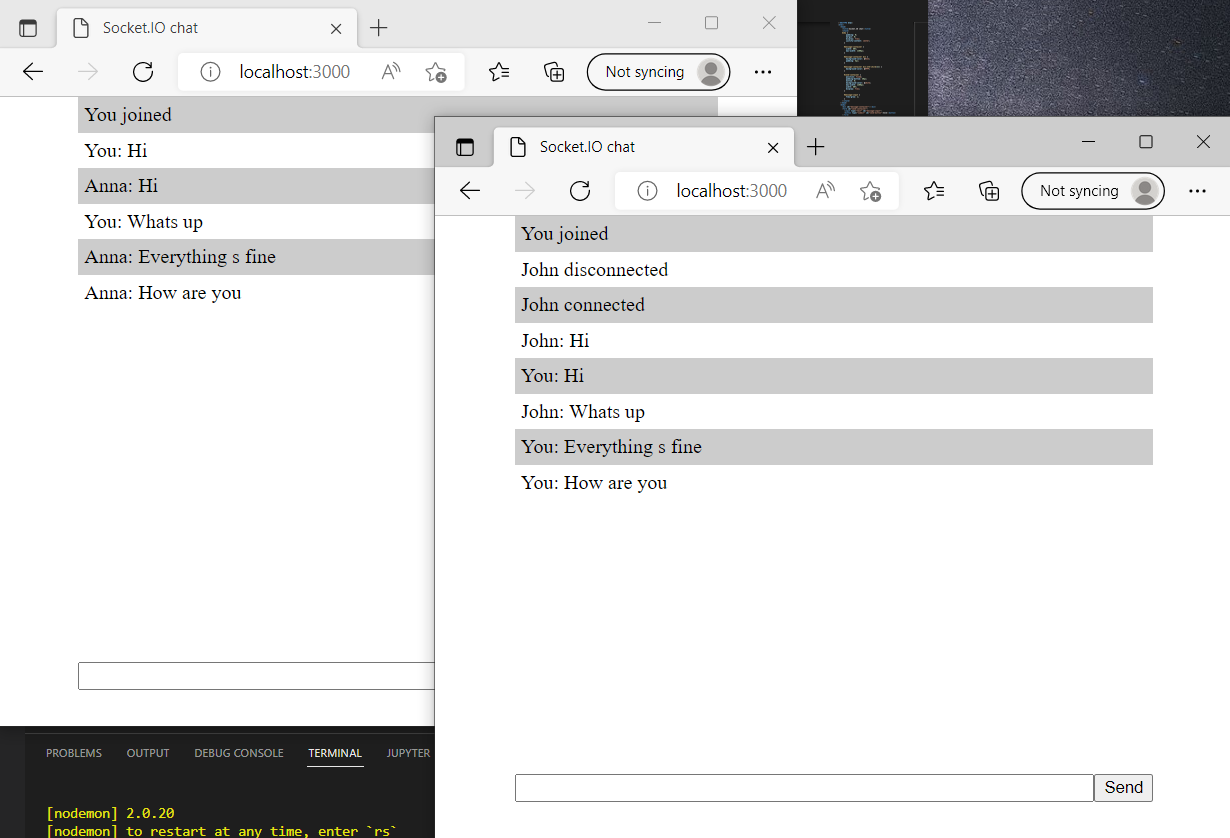 Socket.IO chat
localhost:3000
Not syncing
You joined
You: Hi
Anna: Hi
You: Whats up
Anna: Everything s fine
Anna: How are you
Socket.IO chat
localhost:3000
Not syncing
You joined
John disconnected
John connected
John: Hi
You: Hi
John: Whats up
You: Everything s fine
You: How are you
Send
PROBLEMS OUTPUT DEBUG CONSOLE TERMINAL JUPYTER
[nodemon] 2.0.20
[nodemon] to restart at any time, enter `rs`